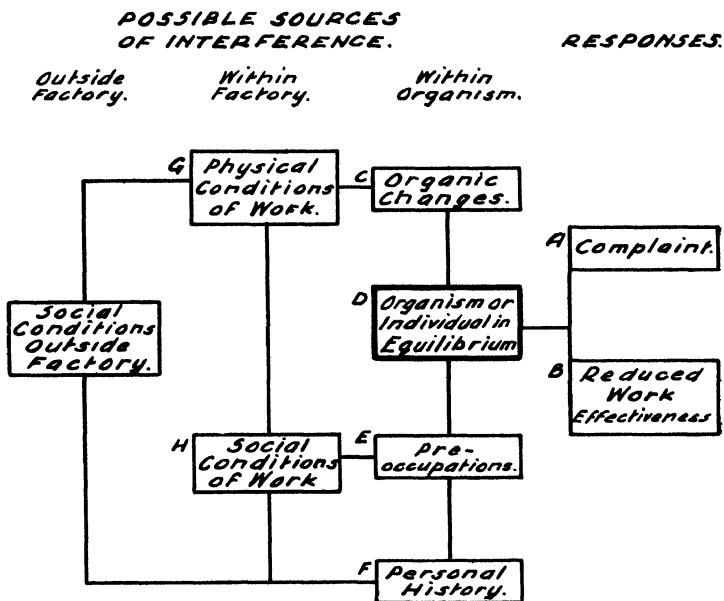 POSSIBLE SOURCES
OF INTERFERENCE.
RESPONSES.
Outside
Factory.
Within
Factory.
Within
Organism.
G
Physical
Conditions
of Work.
C
Organic
Changes.
A
Complaint.
Social
Conditions
Outside
Factory.
D
Organism or
Individual in
Equilibrium
B
Reduced
Work
Effectiveness
H
Social
Conditions
of Work
E
Pre-
occupations.
F
Personal
History.